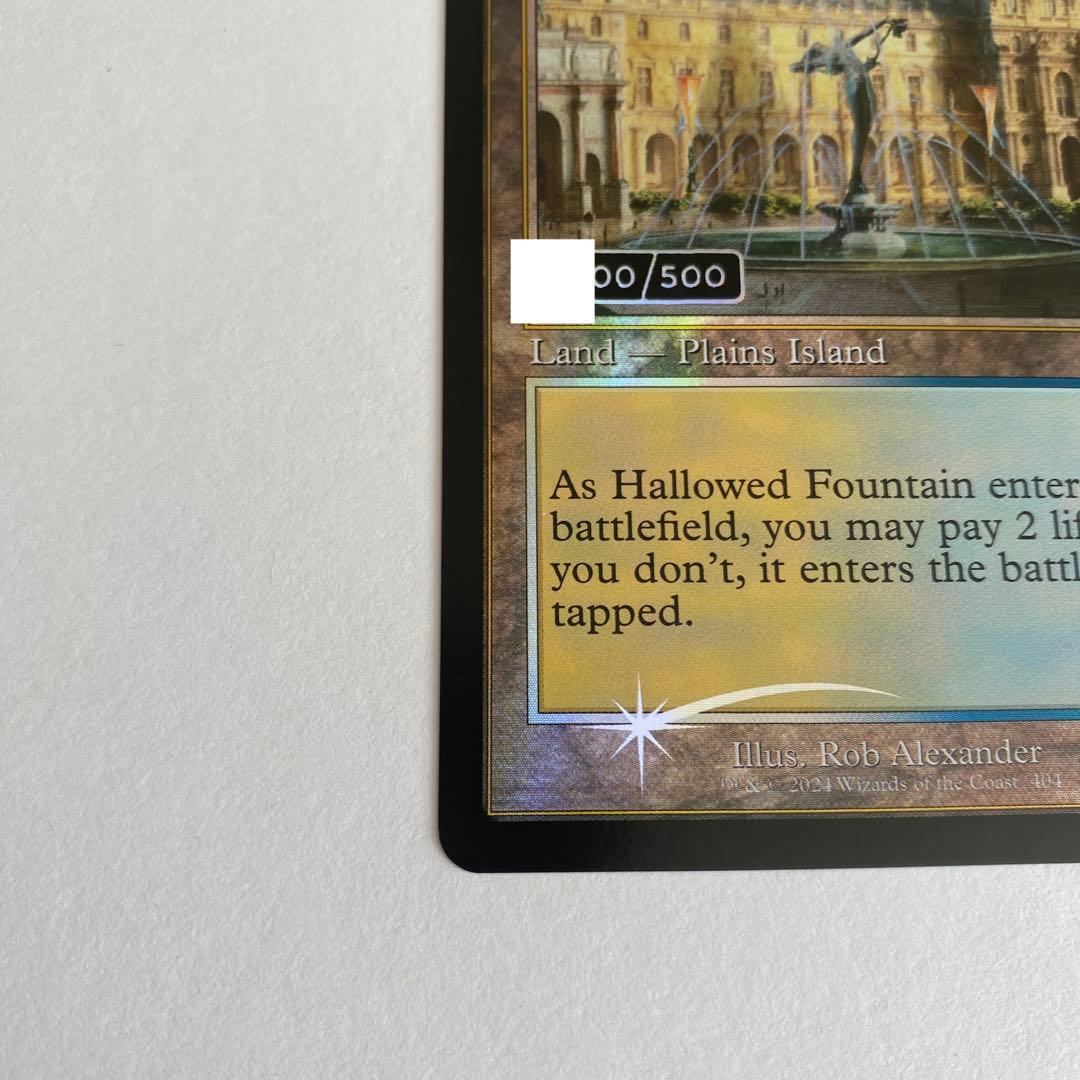 00/500
Land — Plains Island
As Hallowed Fountain enter
battlefield, you may pay 2 lif
you don't, it enters the battl
tapped.
Illus. Rob Alexander
™ & © 2024 Wizards of the Coast 404